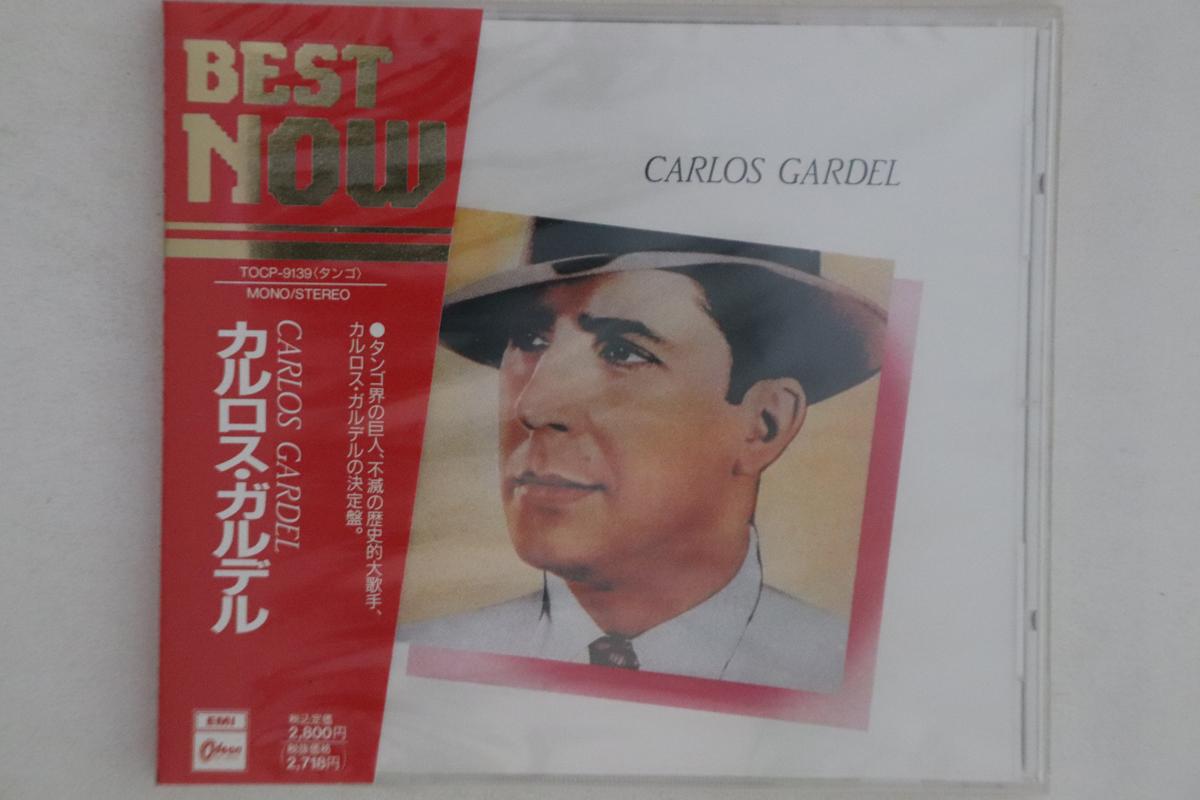 BEST
NOW
TOCP-9139〈タンゴ〉
MONO/STEREO
CARLOS GARDEL
カルロス・ガルデル
●タンゴ界の巨人、不滅の歴史的大歌手、
カルロス・ガルデルの決定盤。
EMI
Odeon
税込定価
2,800円
(税抜価格
2,718円)
CARLOS GARDEL